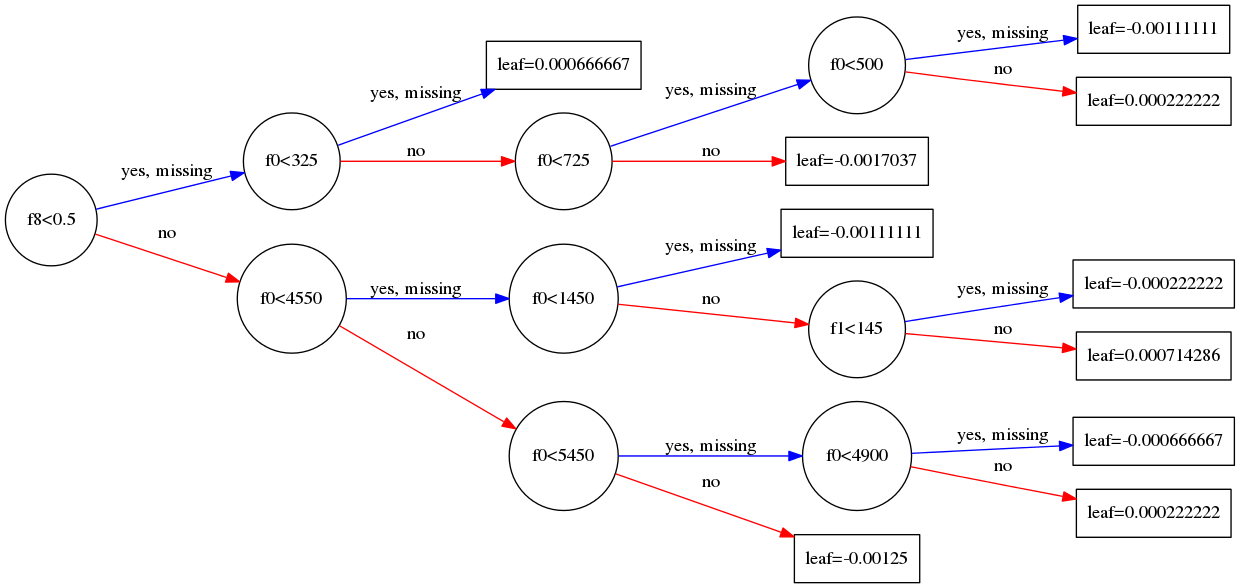 f8<0.5
yes, missing
no
f0<325
yes, missing
no
leaf=0.000666667
f0<725
yes, missing
no
f0<500
yes, missing
no
leaf=-0.00111111
leaf=0.000222222
leaf=-0.0017037
f0<4550
yes, missing
no
f0<1450
yes, missing
no
leaf=-0.00111111
f1<145
yes, missing
no
leaf=-0.000222222
leaf=0.000714286
f0<5450
yes, missing
no
f0<4900
yes, missing
no
leaf=-0.000666667
leaf=0.000222222
leaf=-0.00125